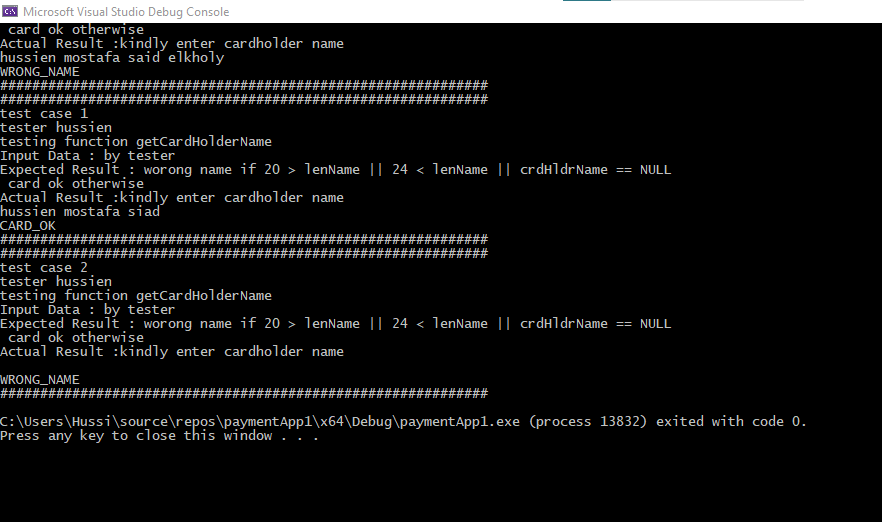 C:\ Microsoft Visual Studio Debug Console
card ok otherwise
Actual Result :kindly enter cardholder name
hussien mostafa said elkholy
WRONG_NAME
#############################################################
#############################################################
test case 1
tester hussien
testing function getCardHolderName
Input Data : by tester
Expected Result : worong name if 20 > lenName || 24 < lenName || crdHldrName == NULL
card ok otherwise
Actual Result :kindly enter cardholder name
hussien mostafa siad
CARD_OK
#############################################################
#############################################################
test case 2
tester hussien
testing function getCardHolderName
Input Data : by tester
Expected Result : worong name if 20 > lenName || 24 < lenName || crdHldrName == NULL
card ok otherwise
Actual Result :kindly enter cardholder name
WRONG_NAME
#############################################################
C:\Users\Hussi\source\repos\paymentApp1\x64\Debug\paymentApp1.exe (process 13832) exited with code 0.
Press any key to close this window . . .